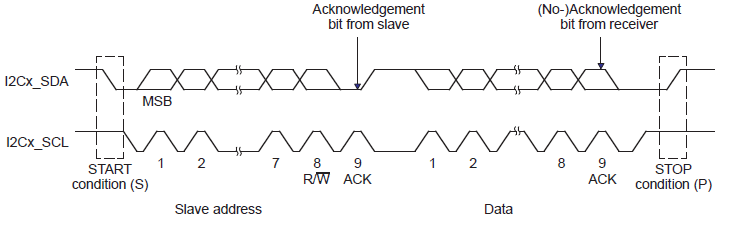 Acknowledgement
bit from slave
(No-)Acknowledgement
bit from receiver
I2Cx_SDA
MSB
I2Cx_SCL
START
condition (S)
1
2
7
8
R/W̅
9
ACK
1
2
8
9
ACK
STOP
condition (P)
Slave address
Data